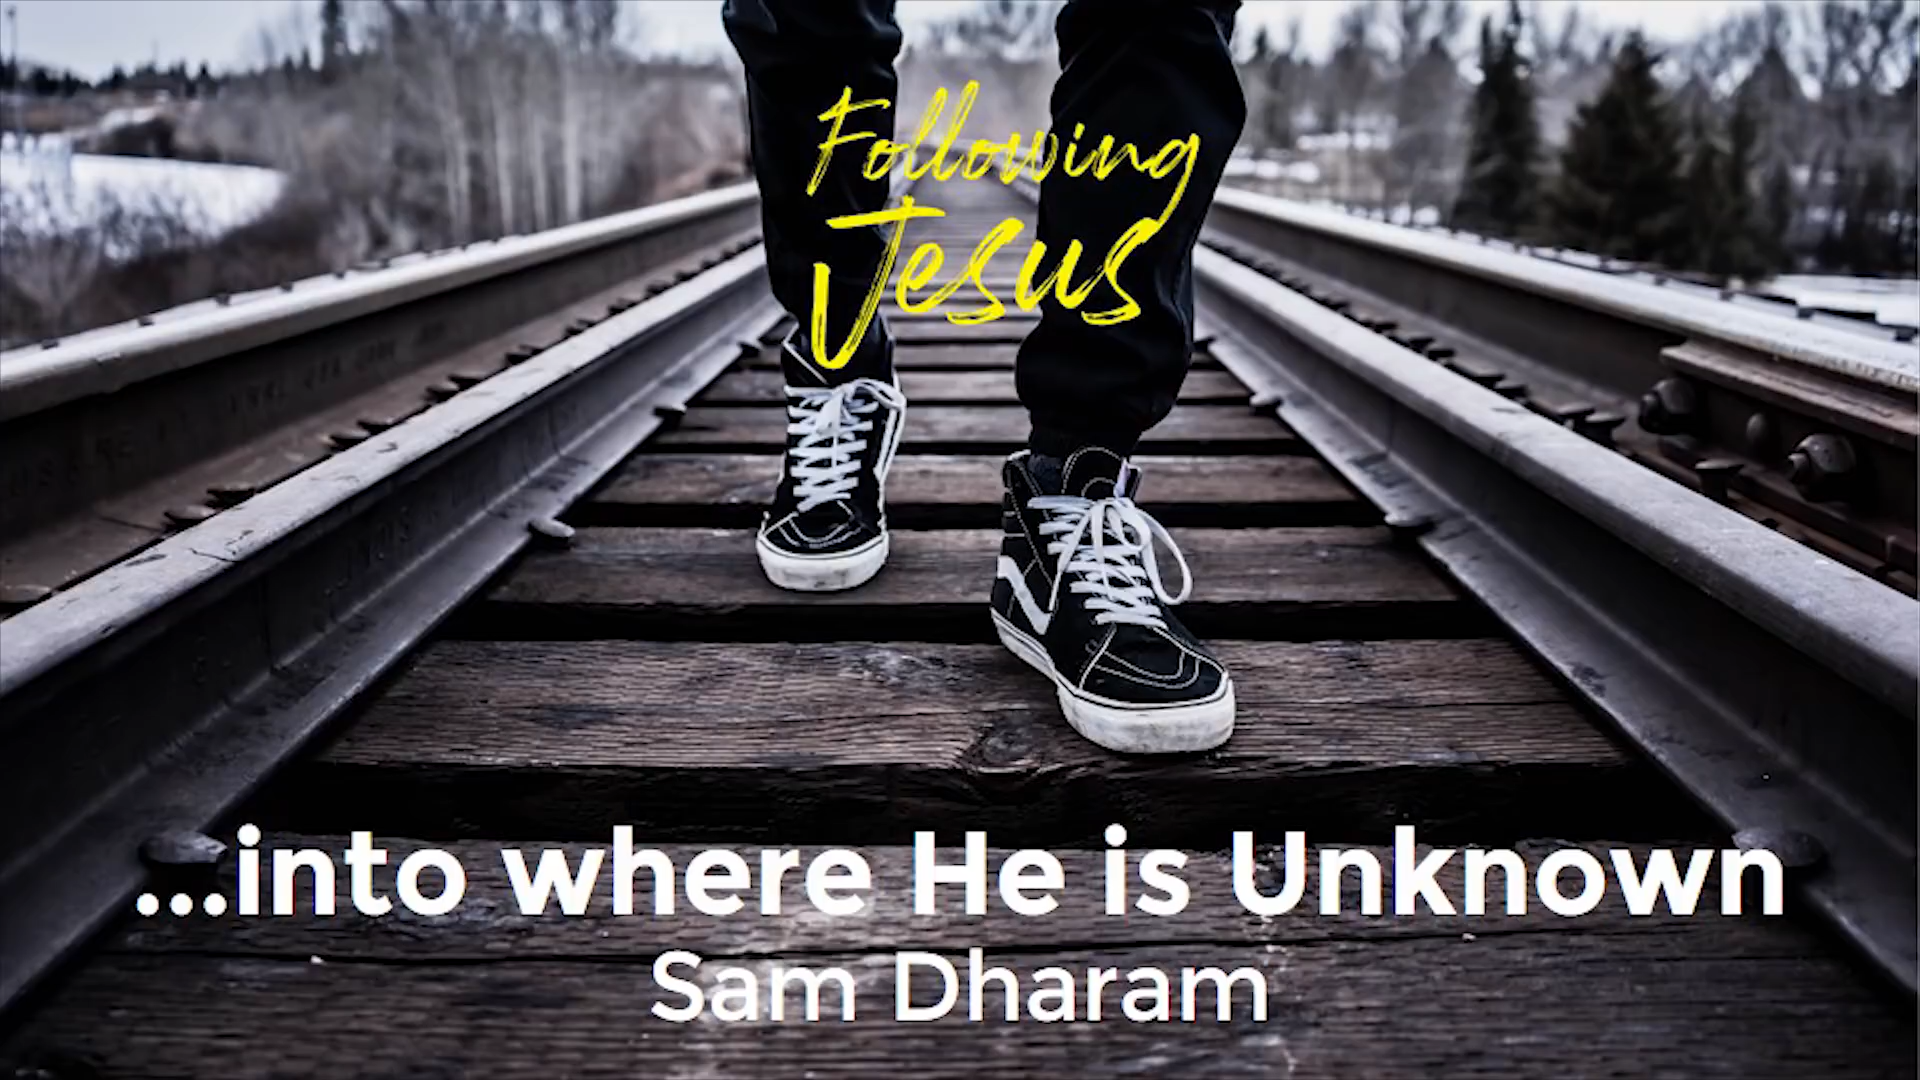 Following
Jesus
...into where He is Unknown
Sam Dharam